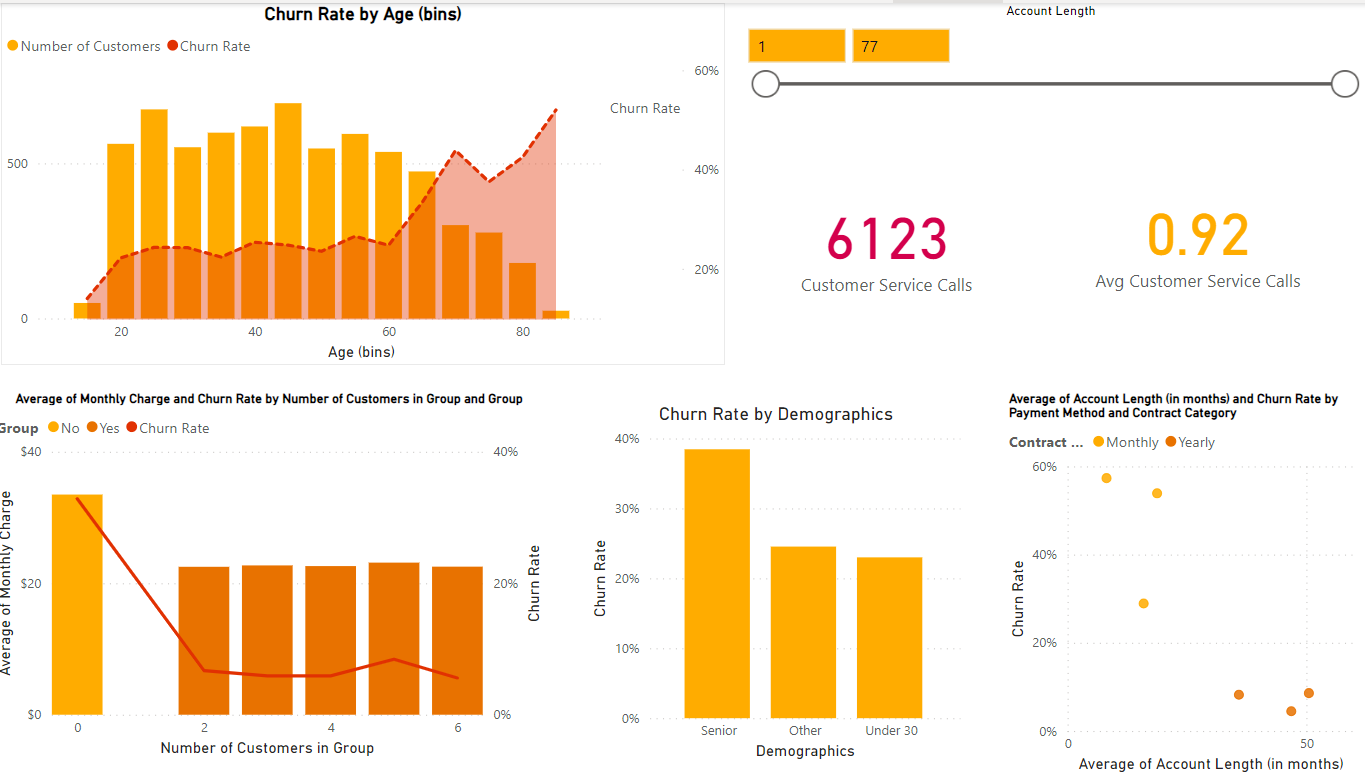 Churn Rate by Age (bins)
Number of Customers Churn Rate
60%
Churn Rate
500
40%
20%
0
20 40 60 80
Age (bins)
Account Length
1 77
6123
Customer Service Calls
0.92
Avg Customer Service Calls
Average of Monthly Charge and Churn Rate by Number of Customers in Group and Group
Group No Yes Churn Rate
$40 40%
Average of Monthly Charge
$20 20%
Churn Rate
$0 0%
0 2 4 6
Number of Customers in Group
Churn Rate by Demographics
40%
30%
Churn Rate
20%
10%
0%
Senior Other Under 30
Demographics
Average of Account Length (in months) and Churn Rate by
Payment Method and Contract Category
Contract ... Monthly Yearly
60%
40%
Churn Rate
20%
0%
0 50
Average of Account Length (in months)